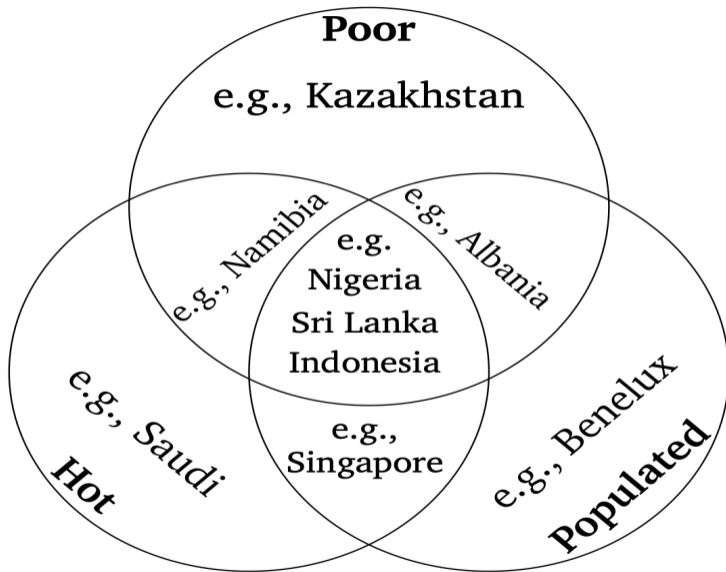 Poor
e.g., Kazakhstan
e.g., Namibia
e.g., Albania
e.g.
Nigeria
Sri Lanka
Indonesia
e.g., Saudi
Hot
e.g.,
Singapore
e.g., Benelux
Populated